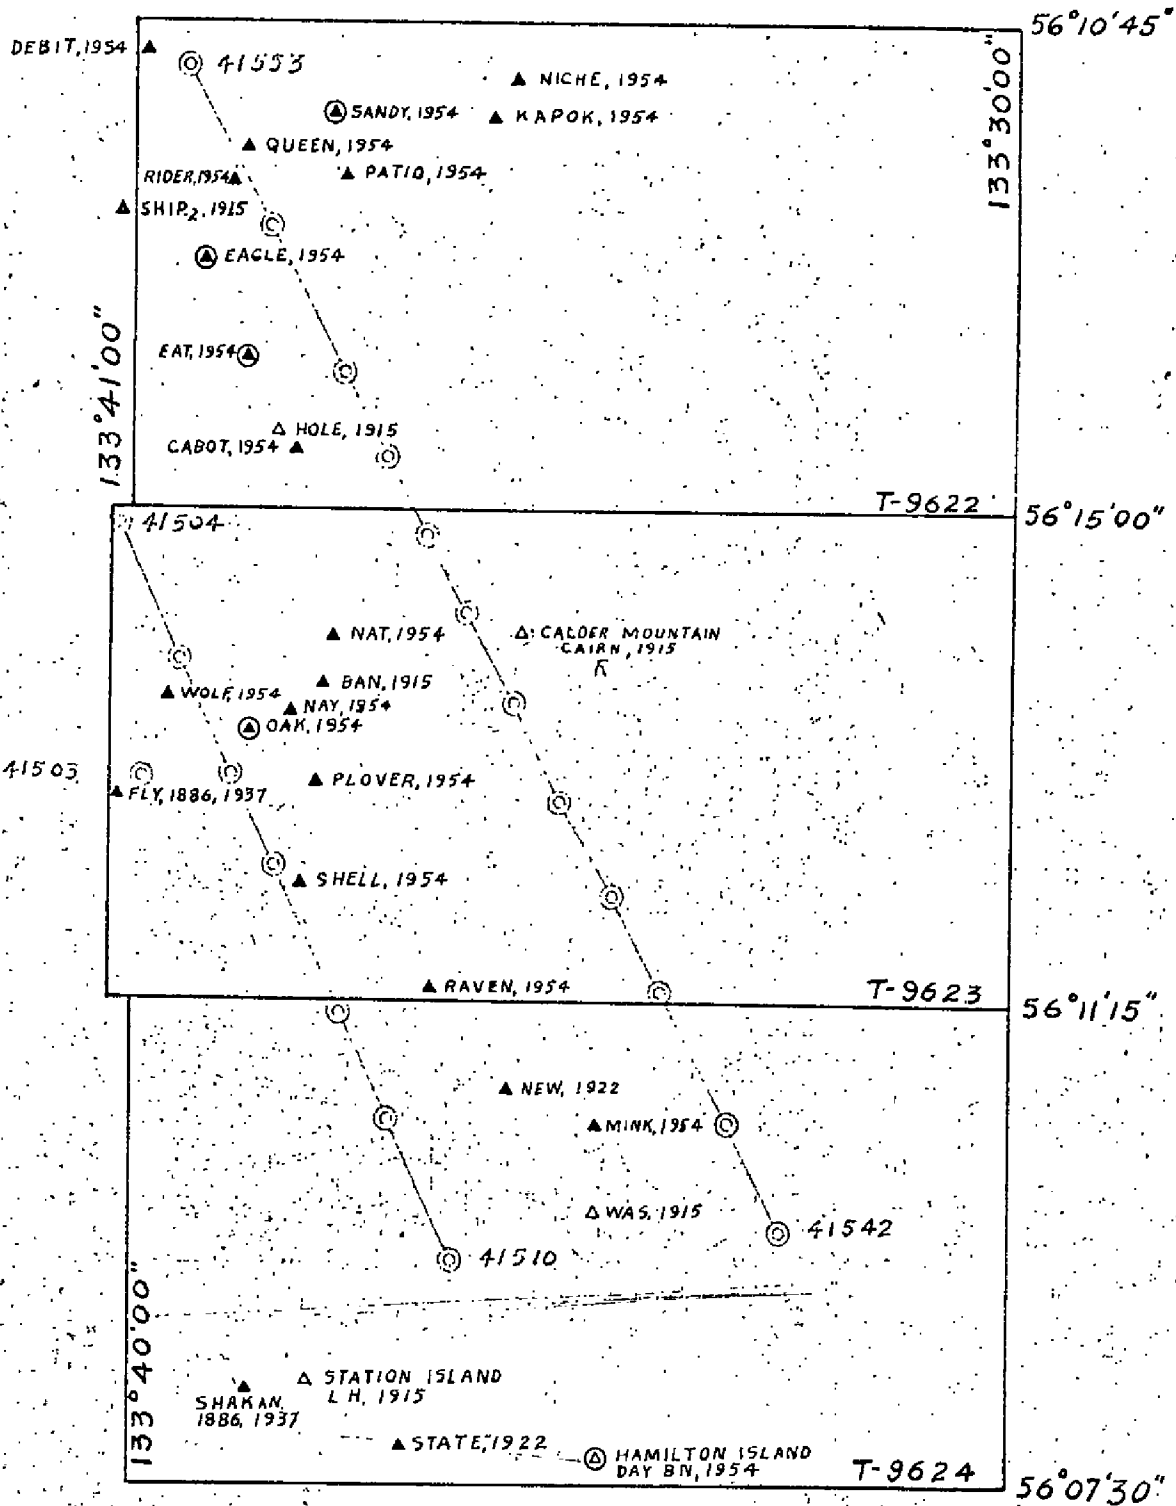 56°10'45"
DEBIT, 1954
41553
NICHE, 1954
SANDY, 1954
KAPOK, 1954
133°30'00"
QUEEN, 1954
RIDER, 1954
PATIO, 1954
SHIP 2, 1915
EAGLE, 1954
133°41'00"
EAT, 1954
HOLE, 1915
CABOT, 1954
T-9622
56°15'00"
41504
NAT, 1954
CALDER MOUNTAIN
CAIRN, 1915
BAN, 1915
WOLF, 1954
NAY, 1954
OAK, 1954
41503
PLOVER, 1954
FLY, 1886, 1937
SHELL, 1954
RAVEN, 1954
T-9623
56°11'15"
NEW, 1922
MINK, 1954
WAS, 1915
41542
41510
133°40'00"
STATION ISLAND
L H, 1915
SHAKAN,
1886, 1937
STATE, 1922
HAMILTON ISLAND
DAY BN, 1954
T-9624
56°07'30"